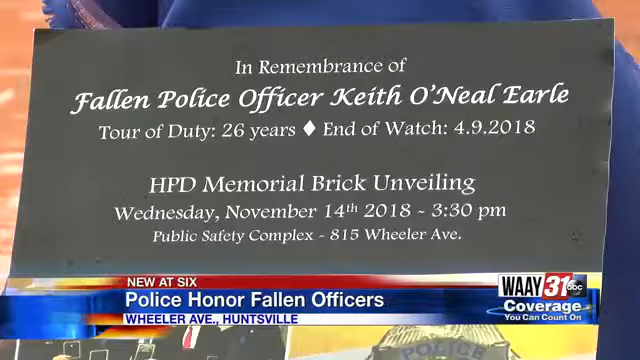 In Remembrance of
Fallen Police Officer Keith O'Neal Earle
Tour of Duty: 26 years ♦ End of Watch: 4.9.2018
HPD Memorial Brick Unveiling
Wednesday, November 14th 2018 - 3:30 pm
Public Safety Complex - 815 Wheeler Ave.
NEW AT SIX
Police Honor Fallen Officers
WHEELER AVE., HUNTSVILLE
WAAY 31 abc
Coverage
You Can Count On
POLICE